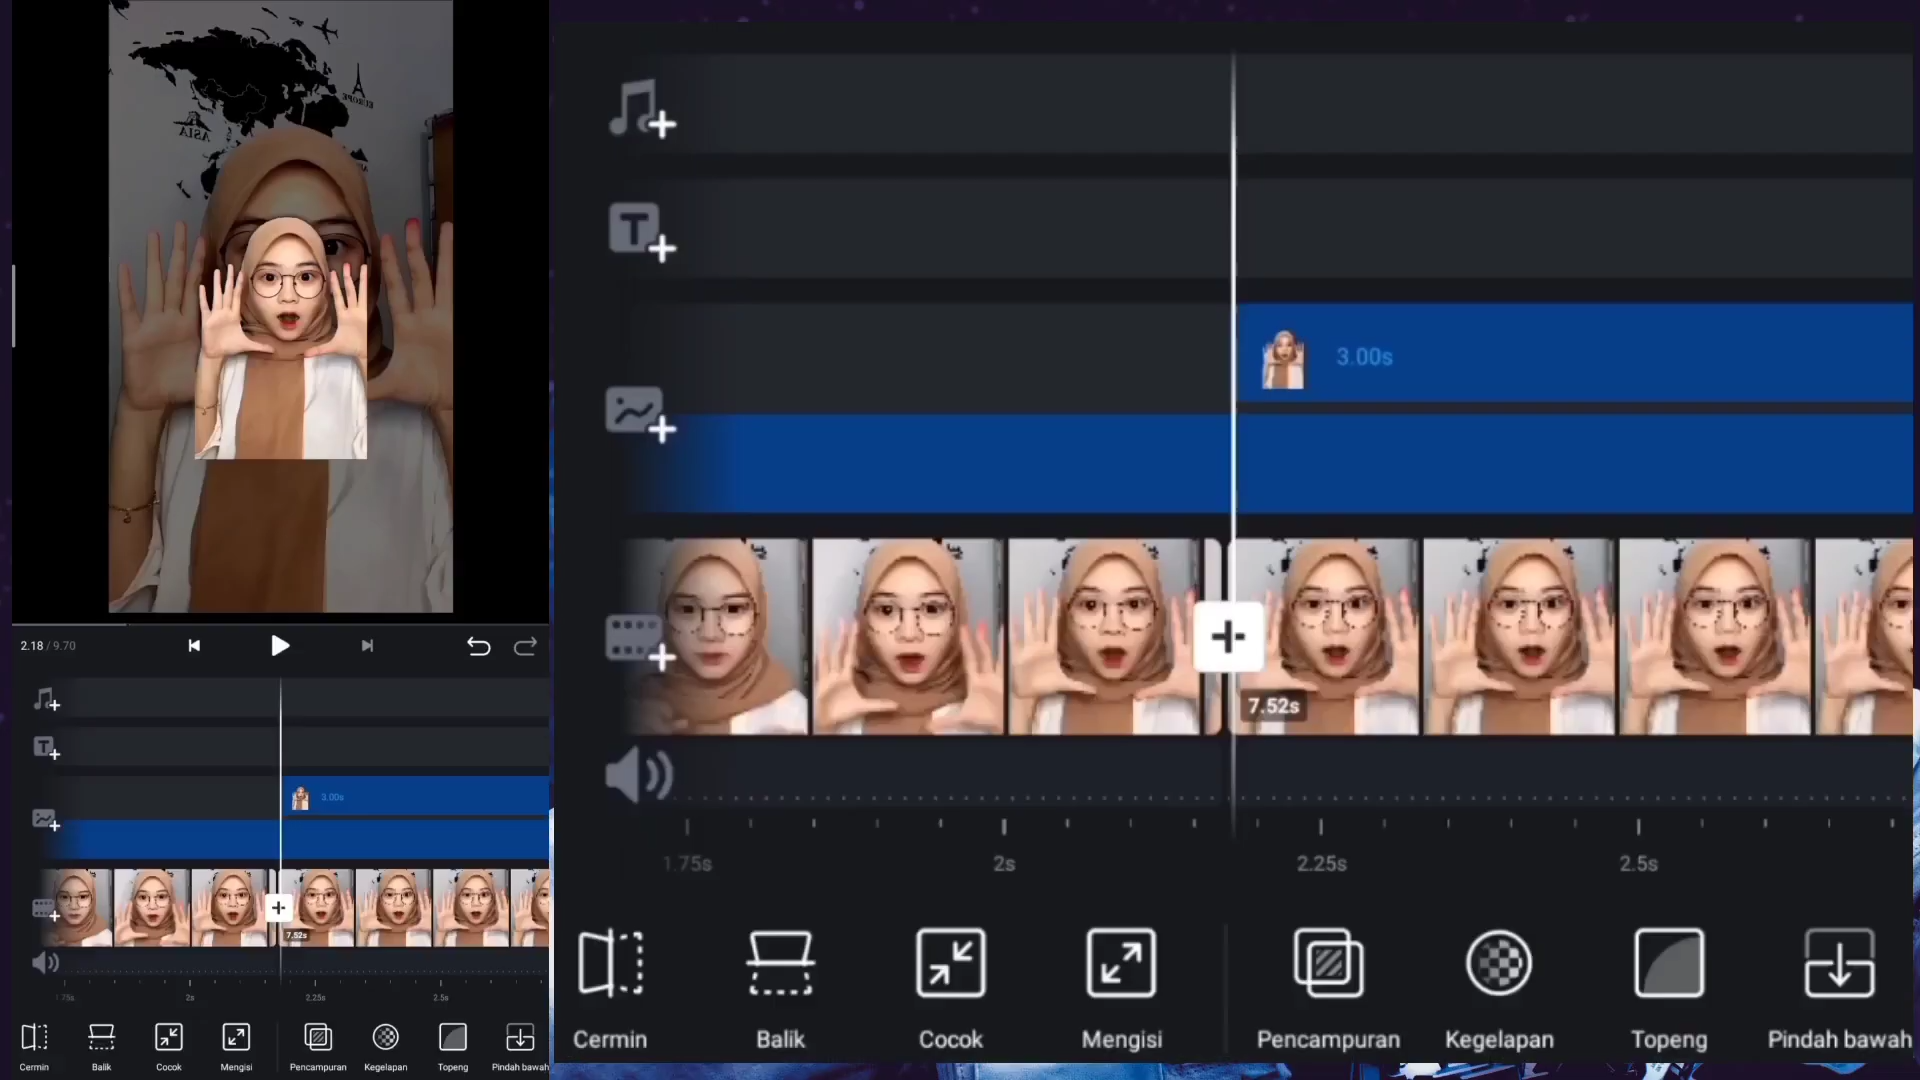 EUROPE
ASIA
2.18 / 9.70
3.00s
7.52s
1.75s
2s
2.25s
2.5s
Cermin
Balik
Cocok
Mengisi
Pencampuran
Kegelapan
Topeng
Pindah bawah
T
3.00s
7.52s
1.75s
2s
2.25s
2.5s
Cermin
Balik
Cocok
Mengisi
Pencampuran
Kegelapan
Topeng
Pindah bawah